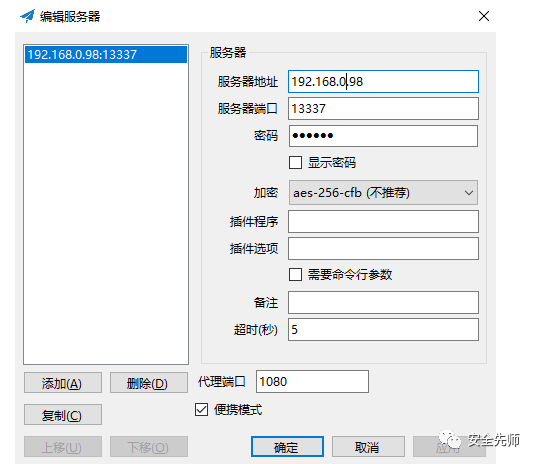 编辑服务器
192.168.0.98:13337
服务器
服务器地址 192.168.0.98
服务器端口 13337
密码 ●●●●●●
显示密码
加密 aes-256-cfb (不推荐)
插件程序
插件选项
需要命令行参数
备注
超时(秒) 5
添加(A) 删除(D) 代理端口 1080
复制(C) 便携模式
上移(U) 下移(O) 确定 取消
安全先师